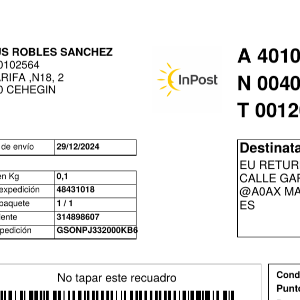 US ROBLES SANCHEZ
0102564
ARIFA ,N18, 2
0 CEHEGIN
InPost
A 4010
N 0040
T 0012
de envío 29/12/2024
en Kg 0,1
expedición 48431018
paquete 1 / 1
iente 314898607
pedición GSONPJ332000KB6
Destinata
EU RETUR
CALLE GAR
@A0AX MA
ES
No tapar este recuadro
Cond
Punto